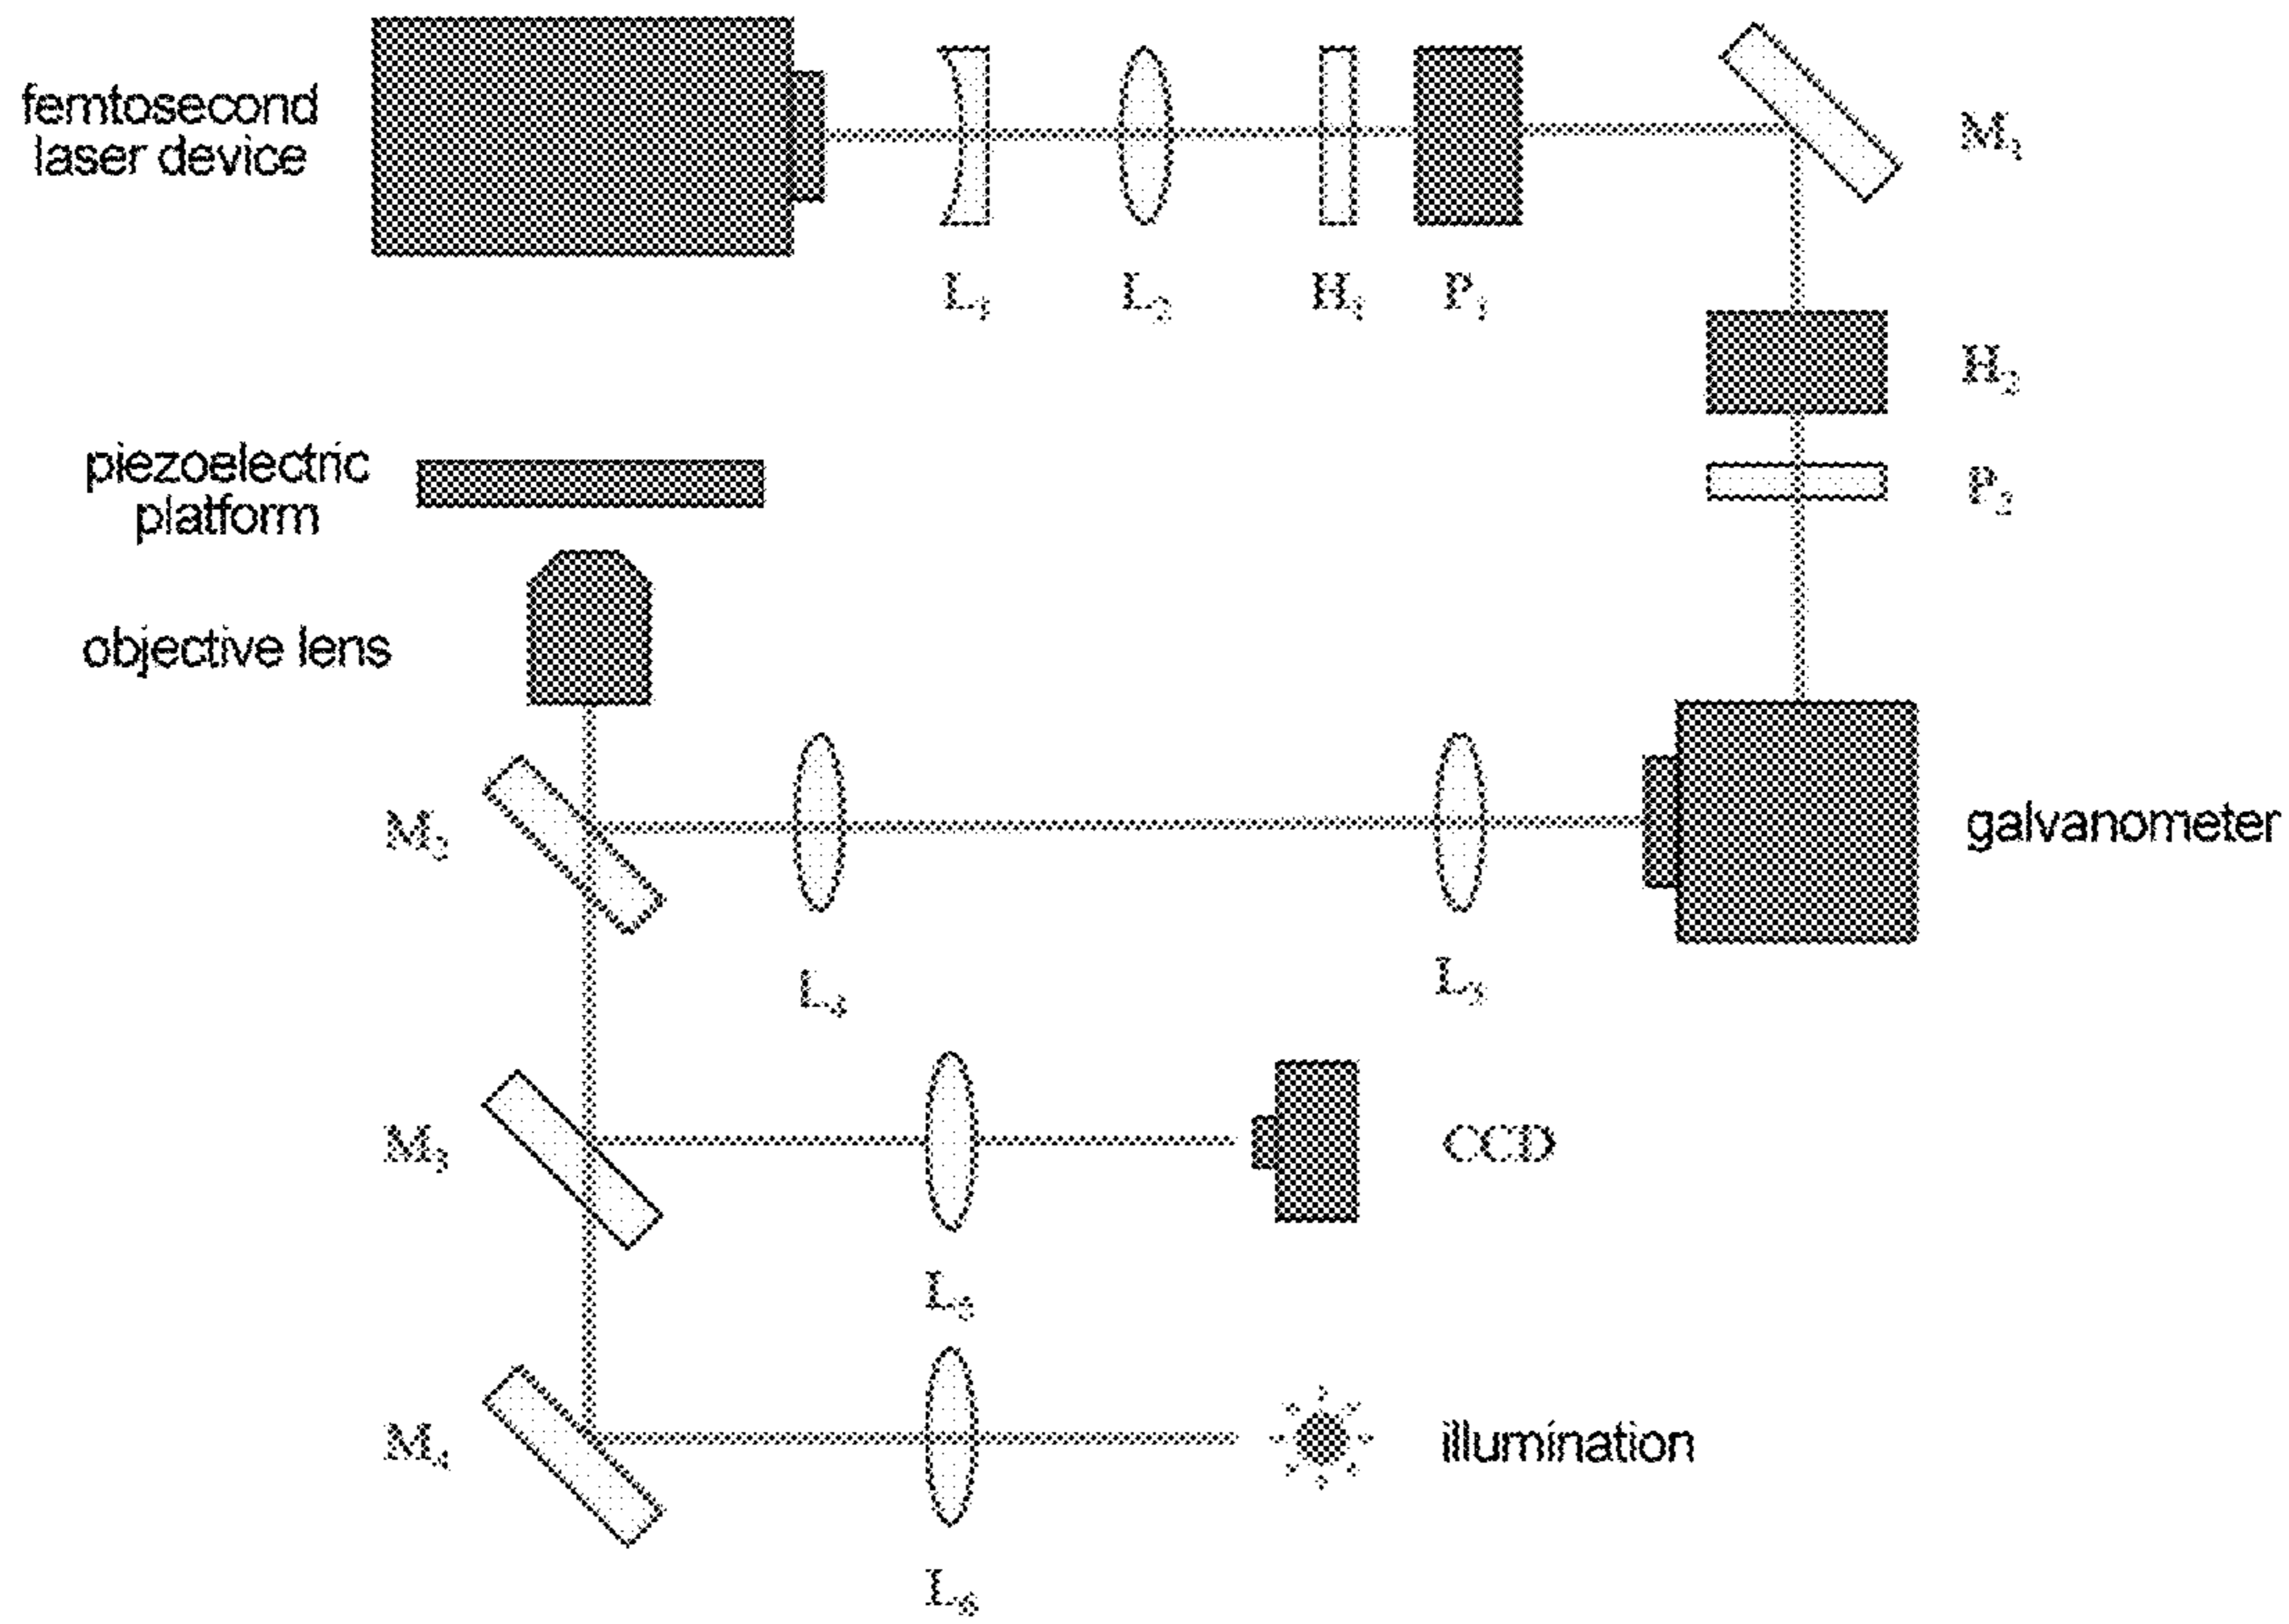 femtosecond
laser device
L₁
L₂
H₁
P₁
M₁
H₂
P₂
piezoelectric
platform
objective lens
M₂
L₄
L₃
galvanometer
M₃
L₅
CCD
M₄
L₆
illumination